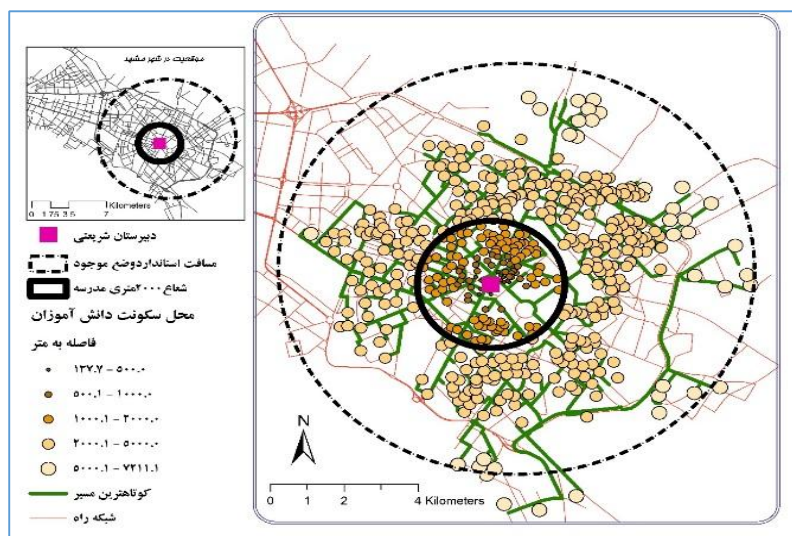 موقعیت در شهر مشهد
0 1.75 3.5 7
Kilometers
دبیرستان شریعتی
مسافت استانداردوضع موجود
شعاع ۲۰۰۰متری مدرسه
محل سکونت دانش آموزان
فاصله به متر
۱۳۷.۷ - ۵۰۰.۰
۵۰۰.۱ - ۱۰۰۰.۰
۱۰۰۰.۱ - ۲۰۰۰.۰
۲۰۰۰.۱ - ۵۰۰۰.۰
۵۰۰۰.۱ - ۷۲۱۱.۱
کوتاهترین مسیر
شبکه راه
N
0 1 2 4 Kilometers